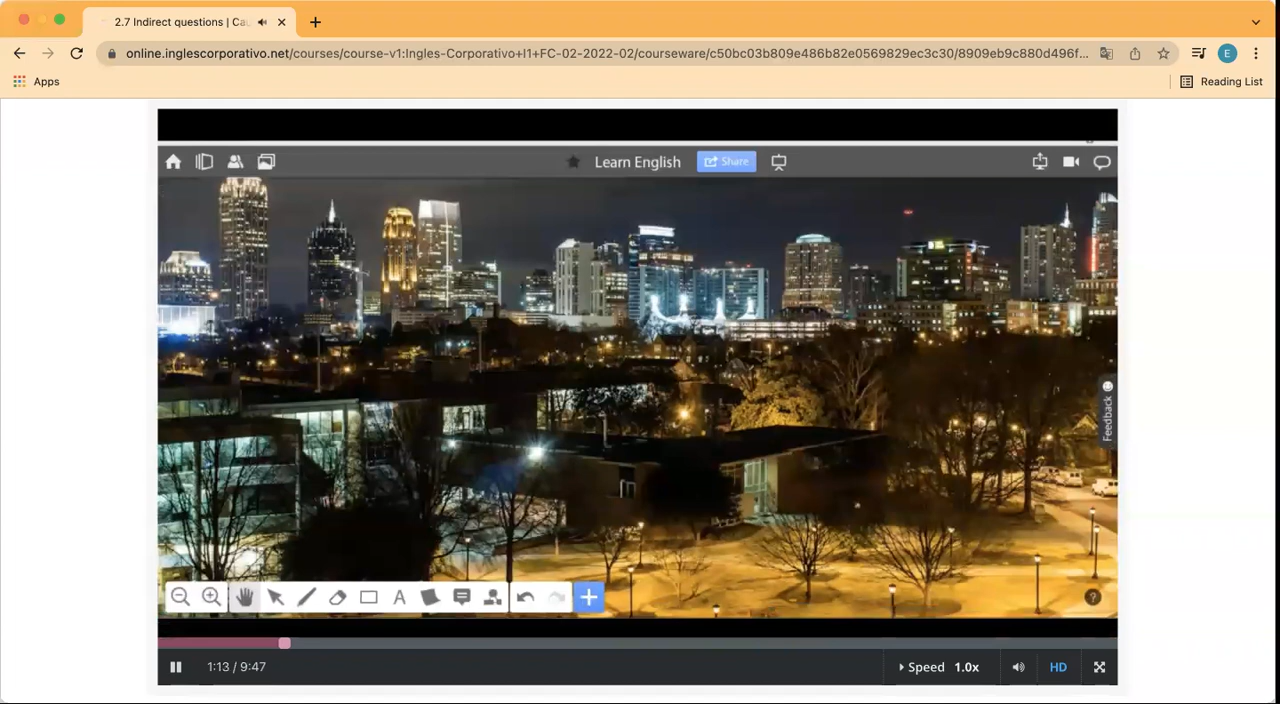 2.7 Indirect questions | Ca
online.inglescorporativo.net/courses/course-v1:Ingles-Corporativo+I1+FC-02-2022-02/courseware/c50bc03b809e486b82e0569829ec3c30/8909eb9c880d496f...
E
Apps
Reading List
Learn English
Share
Feedback
A
?
1:13 / 9:47
Speed 1.0x
HD